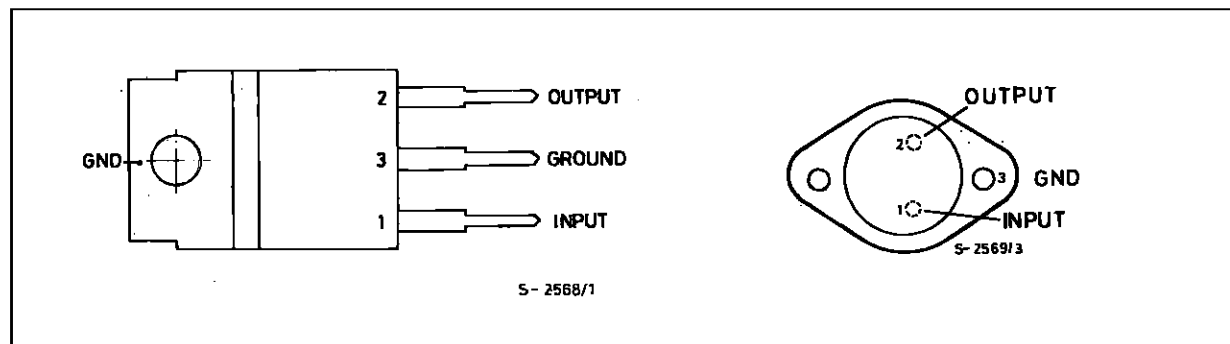 2 OUTPUT
GND 3 GROUND
1 INPUT
S-2568/1
OUTPUT
2
3 GND
1 INPUT
S-2569/3